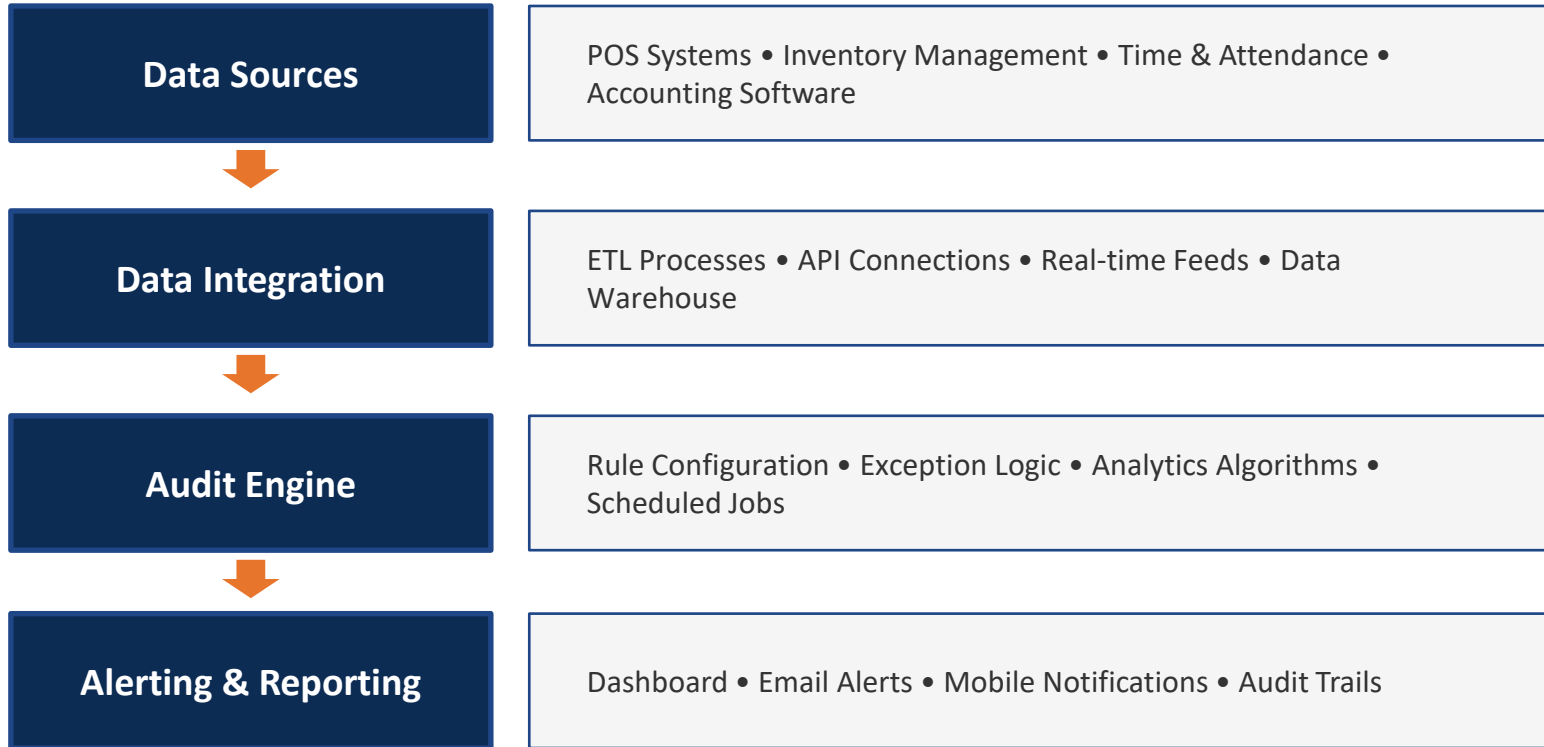 Data Sources
POS Systems • Inventory Management • Time & Attendance •
Accounting Software
Data Integration
ETL Processes • API Connections • Real-time Feeds • Data
Warehouse
Audit Engine
Rule Configuration • Exception Logic • Analytics Algorithms •
Scheduled Jobs
Alerting & Reporting
Dashboard • Email Alerts • Mobile Notifications • Audit Trails